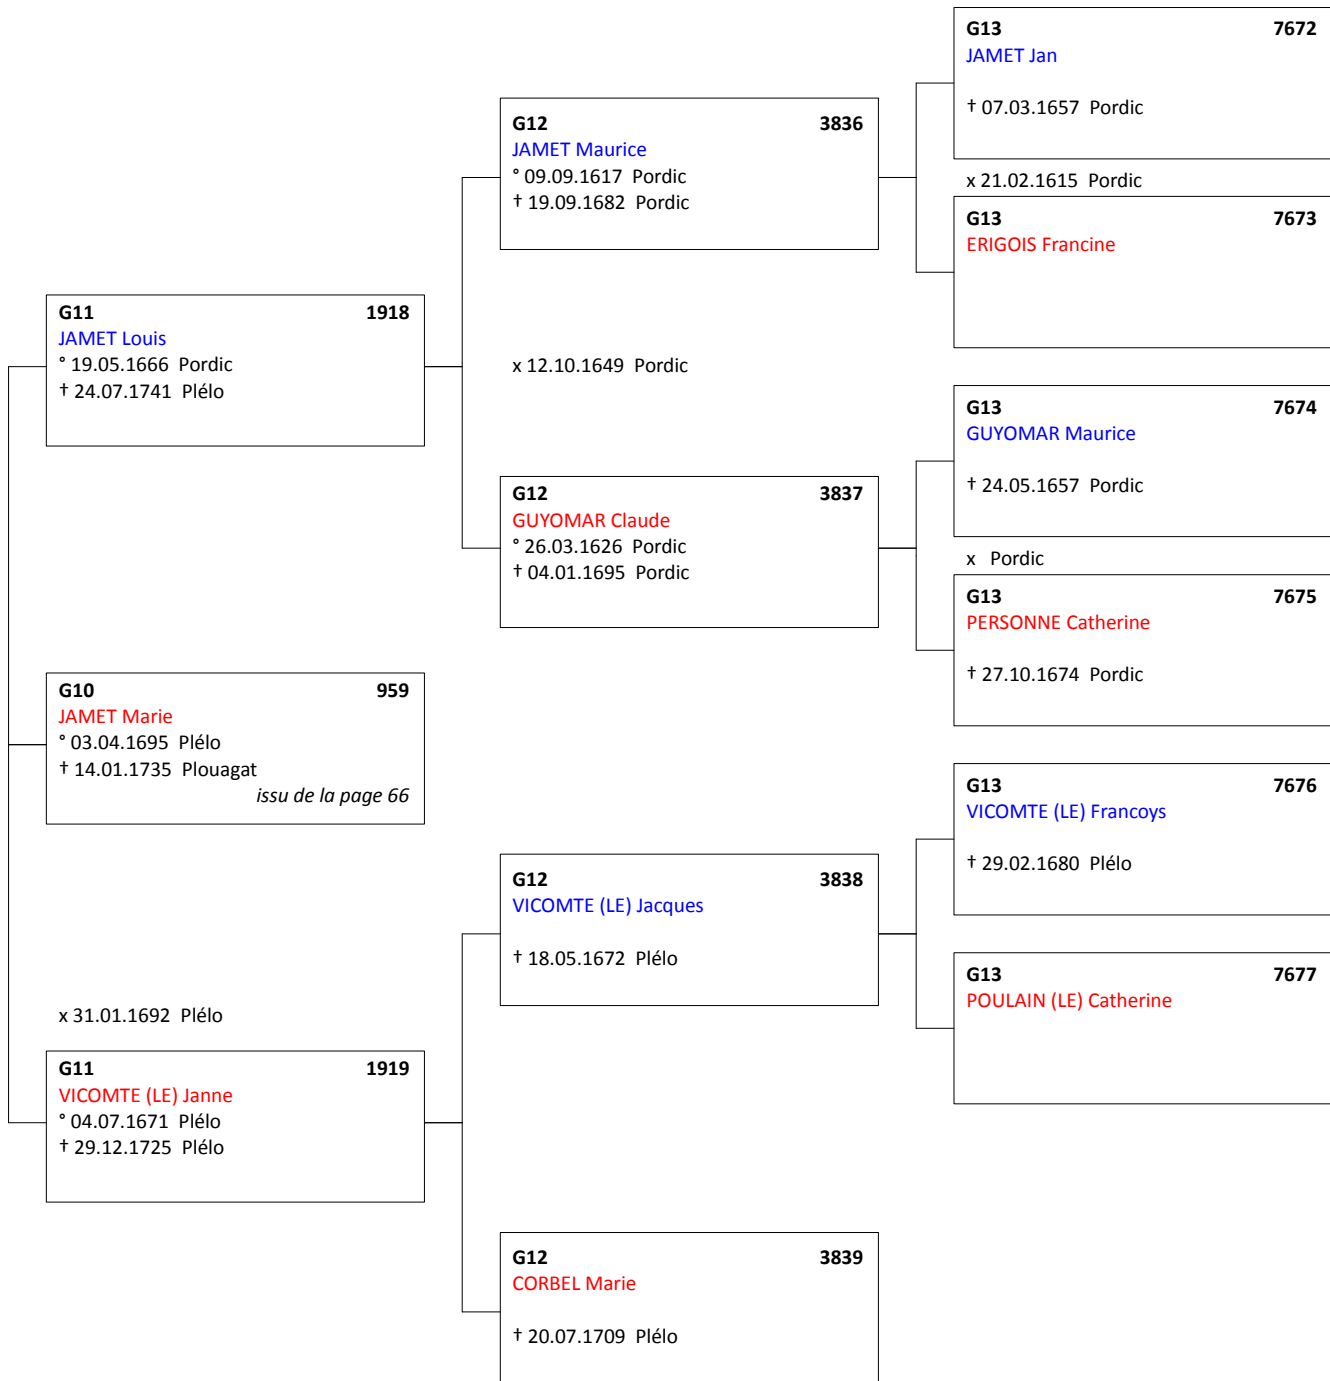 G13 7672
JAMET Jan
† 07.03.1657 Pordic
G12 3836
JAMET Maurice
° 09.09.1617 Pordic
† 19.09.1682 Pordic
x 21.02.1615 Pordic
G13 7673
ERIGOIS Francine
G11 1918
JAMET Louis
° 19.05.1666 Pordic
† 24.07.1741 Plélo
x 12.10.1649 Pordic
G13 7674
GUYOMAR Maurice
† 24.05.1657 Pordic
G12 3837
GUYOMAR Claude
° 26.03.1626 Pordic
† 04.01.1695 Pordic
x Pordic
G13 7675
PERSONNE Catherine
† 27.10.1674 Pordic
G10 959
JAMET Marie
° 03.04.1695 Plélo
† 14.01.1735 Plouagat
issu de la page 66
G13 7676
VICOMTE (LE) Francoys
† 29.02.1680 Plélo
G12 3838
VICOMTE (LE) Jacques
† 18.05.1672 Plélo
G13 7677
POULAIN (LE) Catherine
x 31.01.1692 Plélo
G11 1919
VICOMTE (LE) Janne
° 04.07.1671 Plélo
† 29.12.1725 Plélo
G12 3839
CORBEL Marie
† 20.07.1709 Plélo